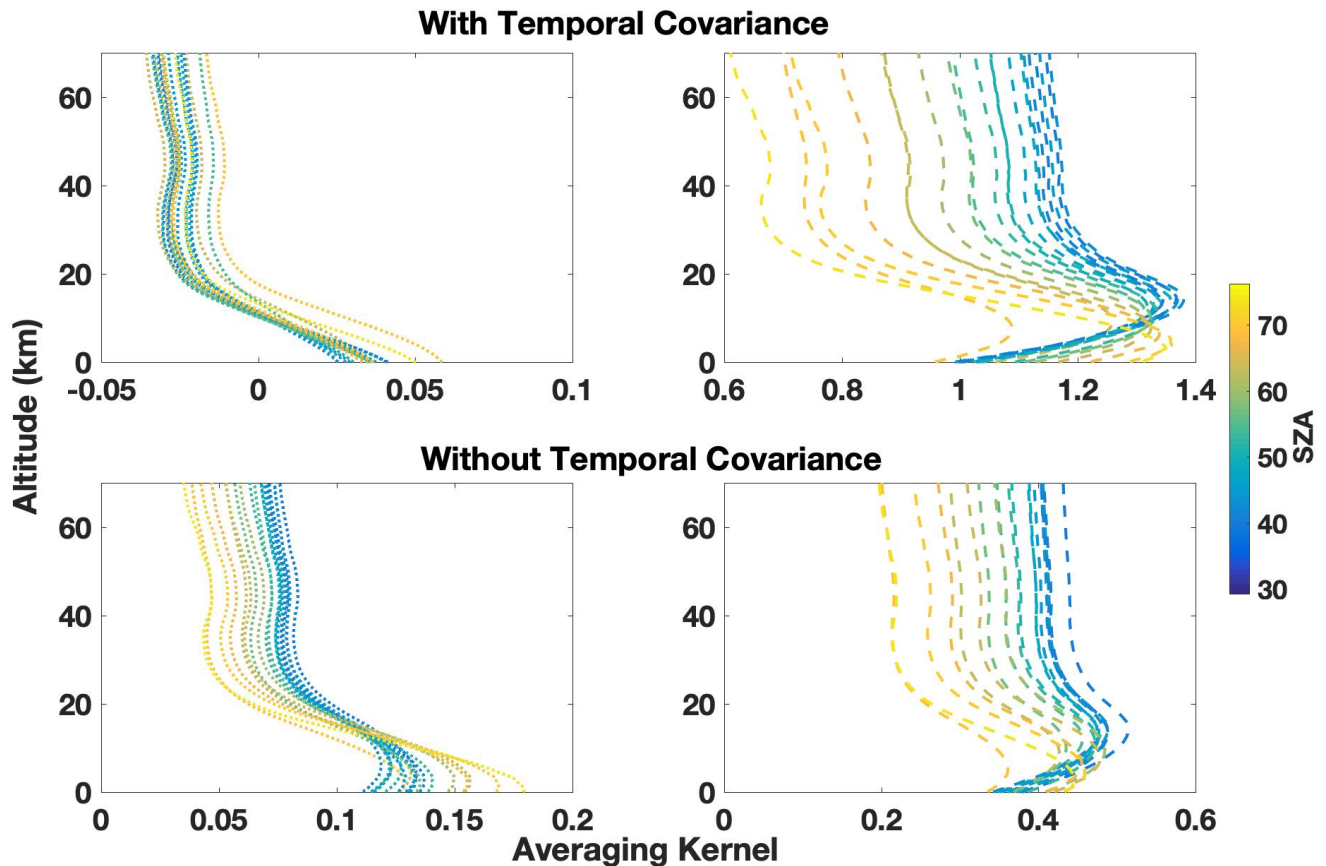 With Temporal Covariance
60
40
20
0
-0.05 0 0.05 0.1
60
40
20
0
0.6 0.8 1 1.2 1.4
Altitude (km)
Without Temporal Covariance
60
40
20
0
0 0.05 0.1 0.15 0.2
60
40
20
0
0 0.2 0.4 0.6
Averaging Kernel
70
60
50
40
30
SZA